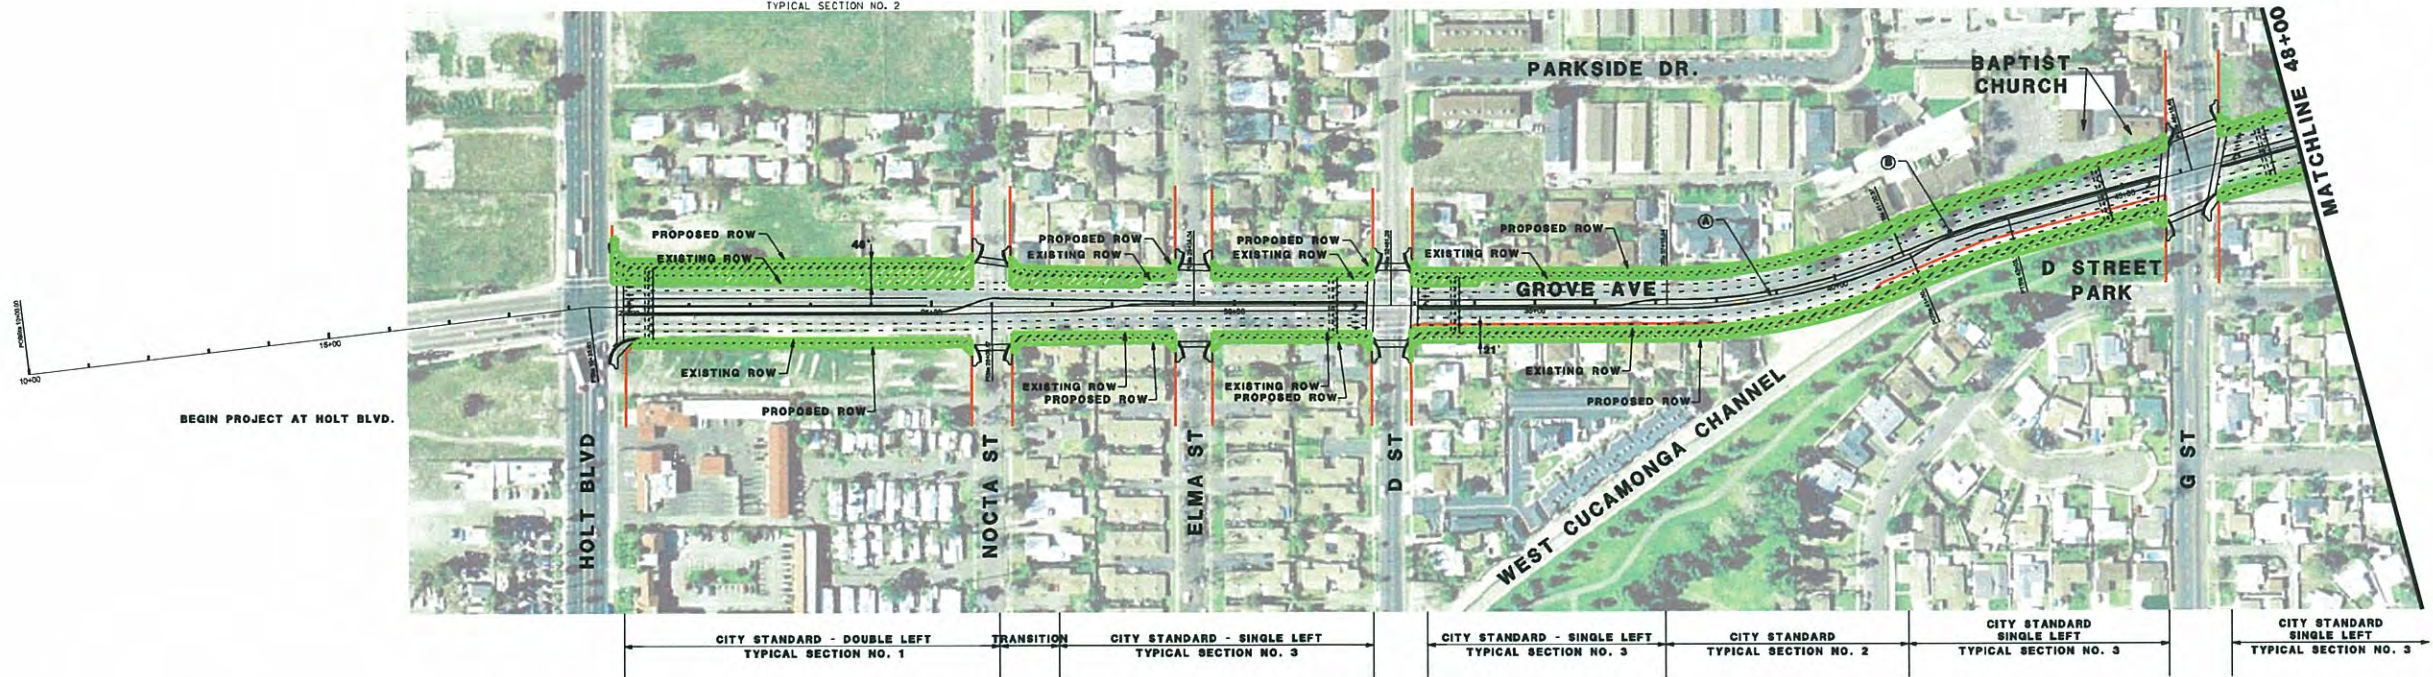 TYPICAL SECTION NO. 2
PARKSIDE DR.
BAPTIST
CHURCH
MATCHLINE 48+00
PROPOSED ROW
EXISTING ROW
46'
PROPOSED ROW
EXISTING ROW
PROPOSED ROW
EXISTING ROW
PROPOSED ROW
EXISTING ROW
A
B
GROVE AVE
D STREET
PARK
10+00
15+00
BEGIN PROJECT AT HOLT BLVD.
21'
EXISTING ROW
PROPOSED ROW
EXISTING ROW
PROPOSED ROW
EXISTING ROW
PROPOSED ROW
EXISTING ROW
PROPOSED ROW
HOLT BLVD
NOCTA ST
ELMA ST
D ST
WEST CUCAMONGA CHANNEL
G ST
CITY STANDARD - DOUBLE LEFT
TYPICAL SECTION NO. 1
TRANSITION
CITY STANDARD - SINGLE LEFT
TYPICAL SECTION NO. 3
CITY STANDARD - SINGLE LEFT
TYPICAL SECTION NO. 3
CITY STANDARD
TYPICAL SECTION NO. 2
CITY STANDARD
SINGLE LEFT
TYPICAL SECTION NO. 3
CITY STANDARD
SINGLE LEFT
TYPICAL SECTION NO. 3